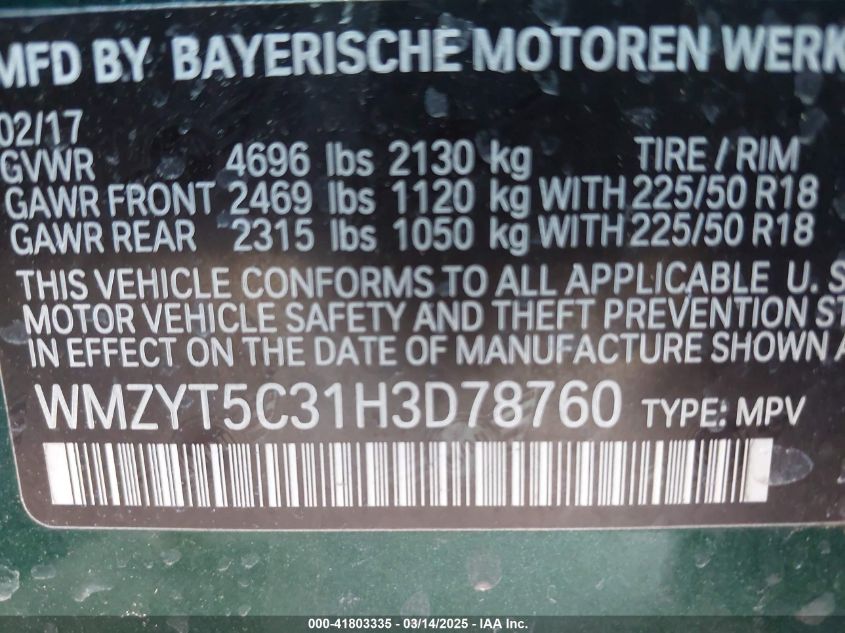 MFD BY BAYERISCHE MOTOREN WERK
02/17
GVWR 4696 lbs 2130 kg TIRE / RIM
GAWR FRONT 2469 lbs 1120 kg WITH 225/50 R18
GAWR REAR 2315 lbs 1050 kg WITH 225/50 R18
THIS VEHICLE CONFORMS TO ALL APPLICABLE U. S
MOTOR VEHICLE SAFETY AND THEFT PREVENTION ST
IN EFFECT ON THE DATE OF MANUFACTURE SHOWN A
WMZYT5C31H3D78760 TYPE: MPV
000-41803335 - 03/14/2025 - IAA Inc.